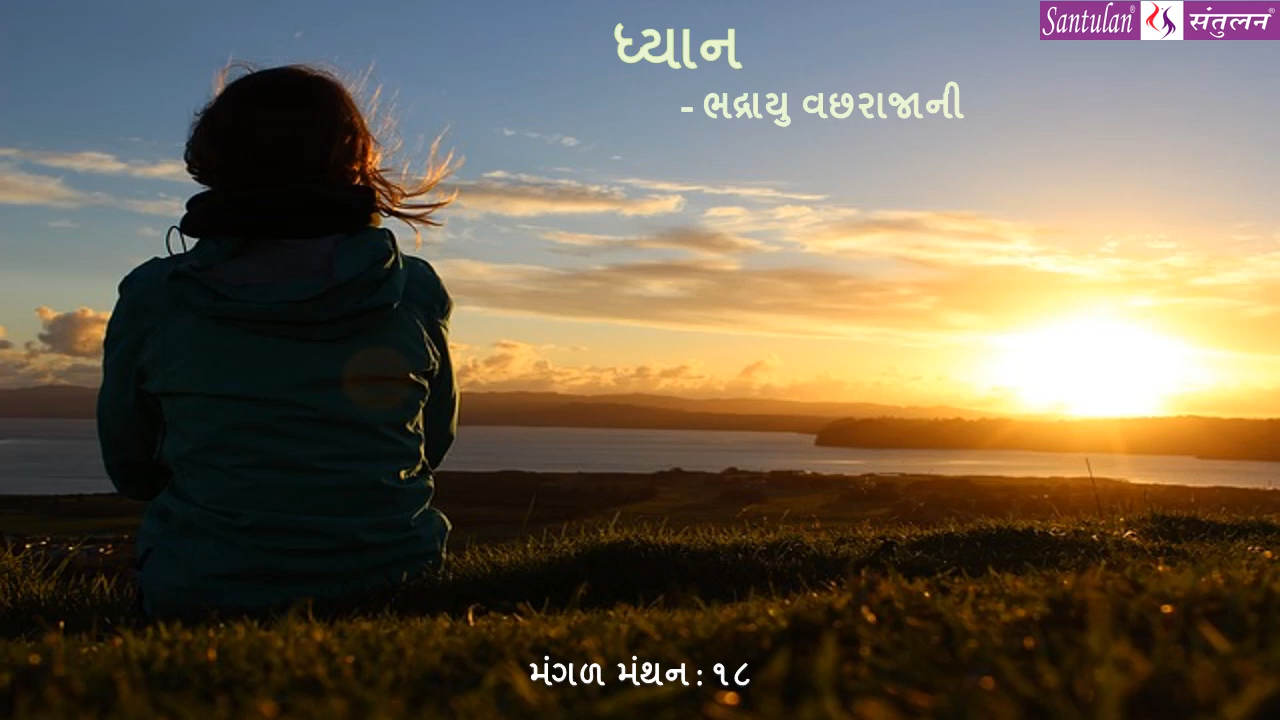 Santulan® संतुलन®
ધ્યાન
- ભદ્રાયુ વછરાજાની
મંગળ મંથન : ૧૮